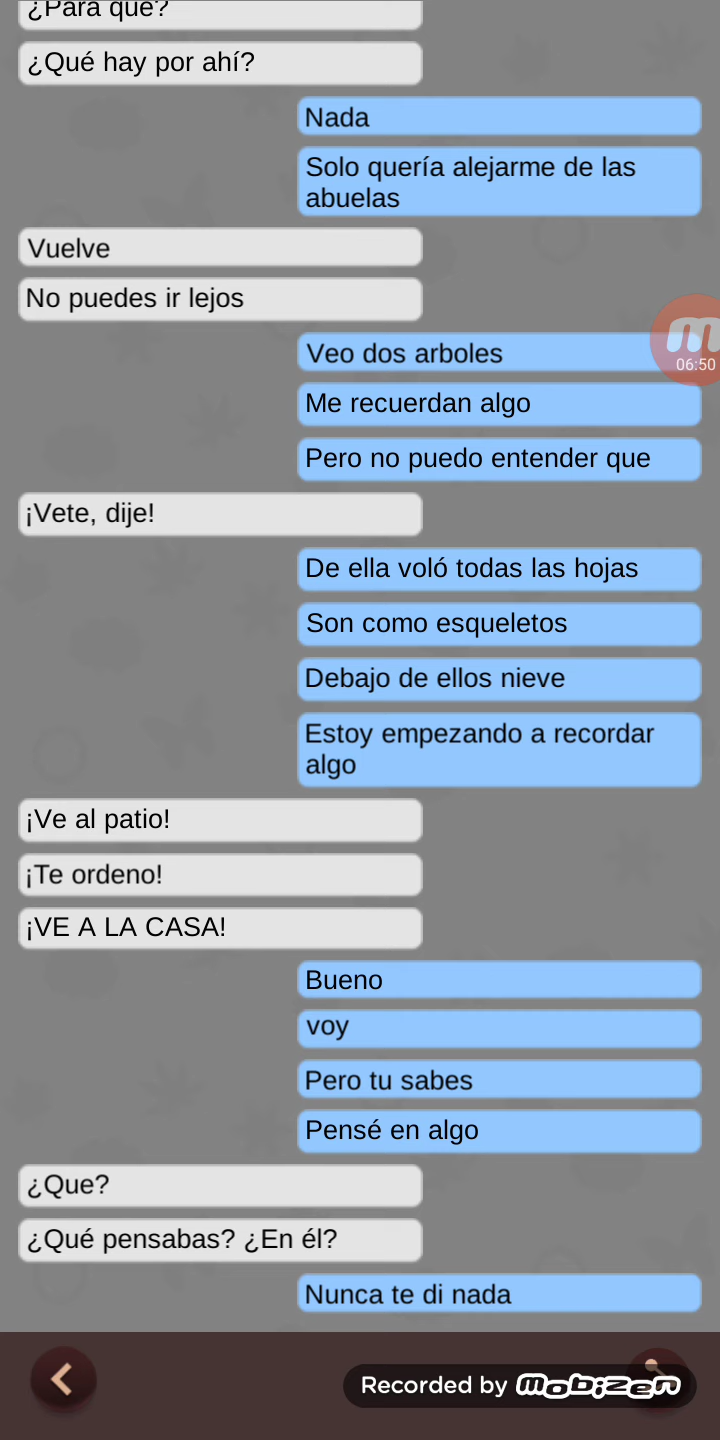 ¿Para que?
¿Qué hay por ahí?
Nada
Solo quería alejarme de las
abuelas
Vuelve
No puedes ir lejos
Veo dos arboles
06:50
Me recuerdan algo
Pero no puedo entender que
¡Vete, dije!
De ella voló todas las hojas
Son como esqueletos
Debajo de ellos nieve
Estoy empezando a recordar
algo
¡Ve al patio!
¡Te ordeno!
¡VE A LA CASA!
Bueno
voy
Pero tu sabes
Pensé en algo
¿Que?
¿Qué pensabas? ¿En él?
Nunca te di nada
Recorded by mobizen